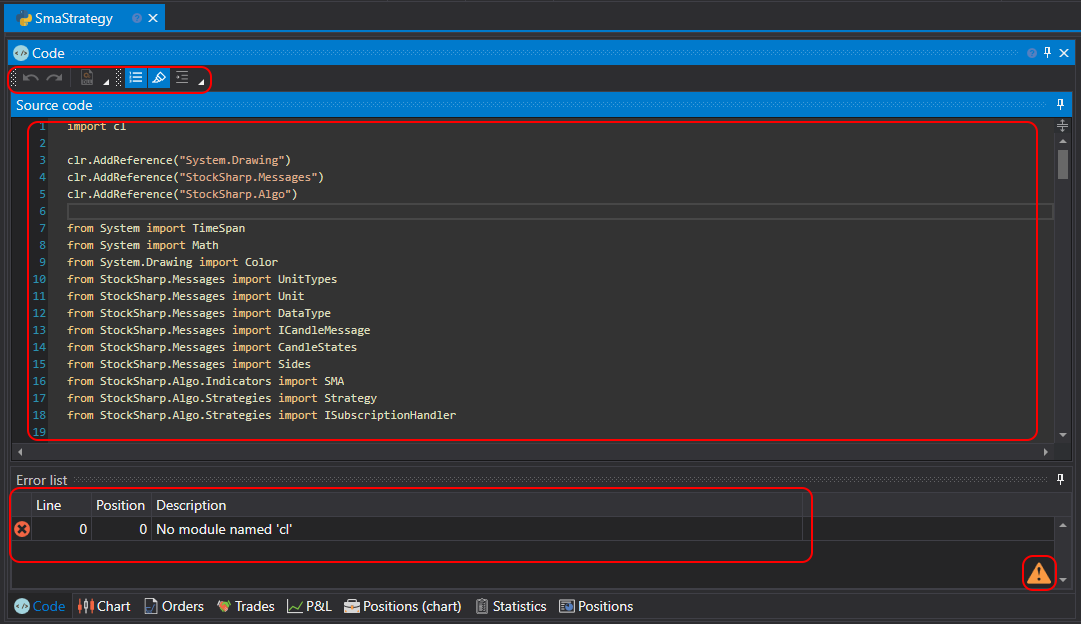 SmaStrategy
Code
Source code
1 import cl
2
3 clr.AddReference("System.Drawing")
4 clr.AddReference("StockSharp.Messages")
5 clr.AddReference("StockSharp.Algo")
6
7 from System import TimeSpan
8 from System import Math
9 from System.Drawing import Color
10 from StockSharp.Messages import UnitTypes
11 from StockSharp.Messages import Unit
12 from StockSharp.Messages import DataType
13 from StockSharp.Messages import ICandleMessage
14 from StockSharp.Messages import CandleStates
15 from StockSharp.Messages import Sides
16 from StockSharp.Algo.Indicators import SMA
17 from StockSharp.Algo.Strategies import Strategy
18 from StockSharp.Algo.Strategies import ISubscriptionHandler
19
Error list
Line Position Description
0 0 No module named 'cl'
Code Chart Orders Trades P&L Positions (chart) Statistics Positions